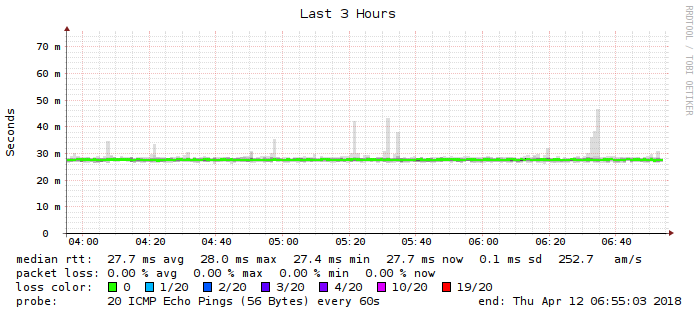 Last 3 Hours
RRDTOOL / TOBI OETIKER
Seconds
70 m
60 m
50 m
40 m
30 m
20 m
10 m
0
04:00 04:20 04:40 05:00 05:20 05:40 06:00 06:20 06:40
median rtt: 27.7 ms avg 28.0 ms max 27.4 ms min 27.7 ms now 0.1 ms sd 252.7 am/s
packet loss: 0.00 % avg 0.00 % max 0.00 % min 0.00 % now
loss color: 0 1/20 2/20 3/20 4/20 10/20 19/20
probe: 20 ICMP Echo Pings (56 Bytes) every 60s end: Thu Apr 12 06:55:03 2018